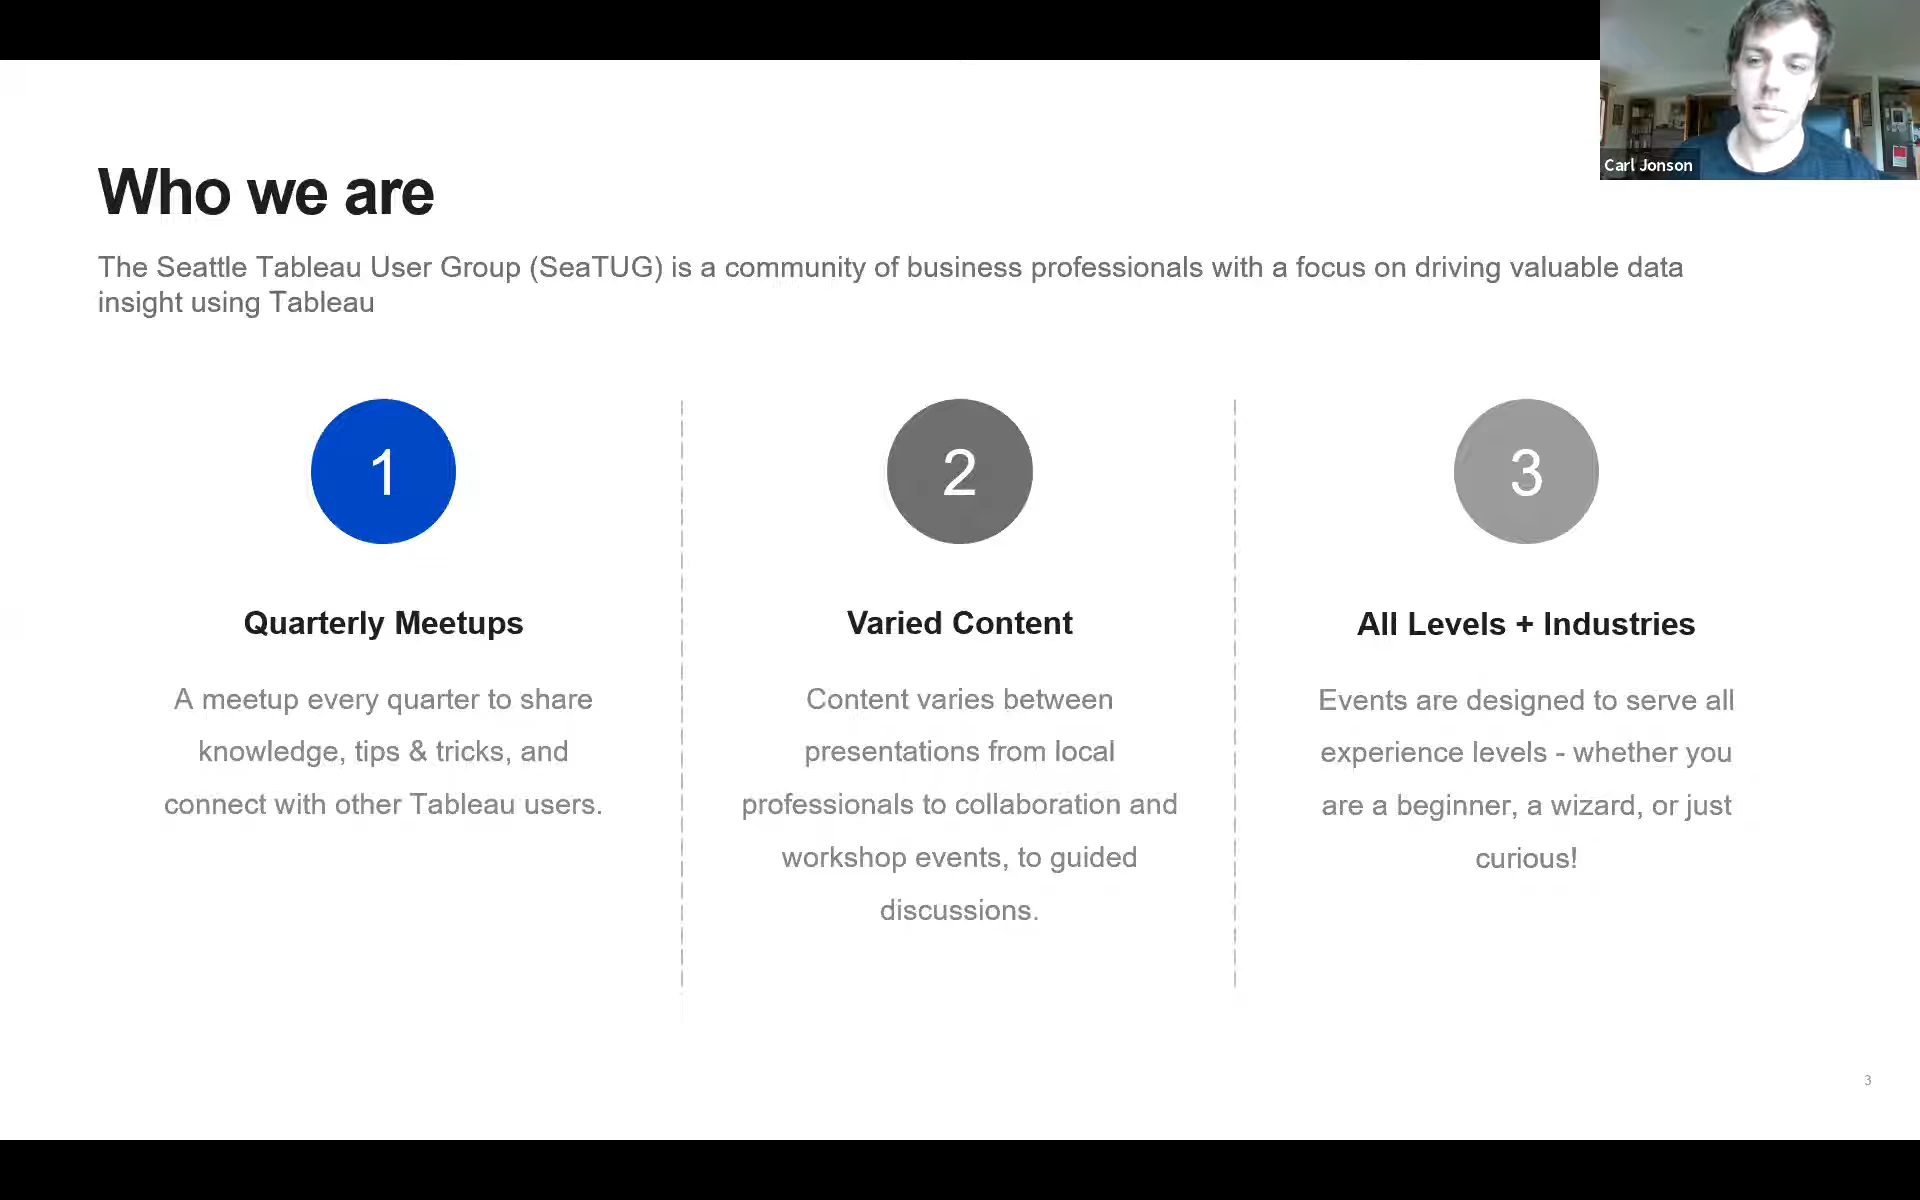 Carl Jonson
Who we are
The Seattle Tableau User Group (SeaTUG) is a community of business professionals with a focus on driving valuable data
insight using Tableau
1
Quarterly Meetups
A meetup every quarter to share
knowledge, tips & tricks, and
connect with other Tableau users.
2
Varied Content
Content varies between
presentations from local
professionals to collaboration and
workshop events, to guided
discussions.
3
All Levels + Industries
Events are designed to serve all
experience levels - whether you
are a beginner, a wizard, or just
curious!
3